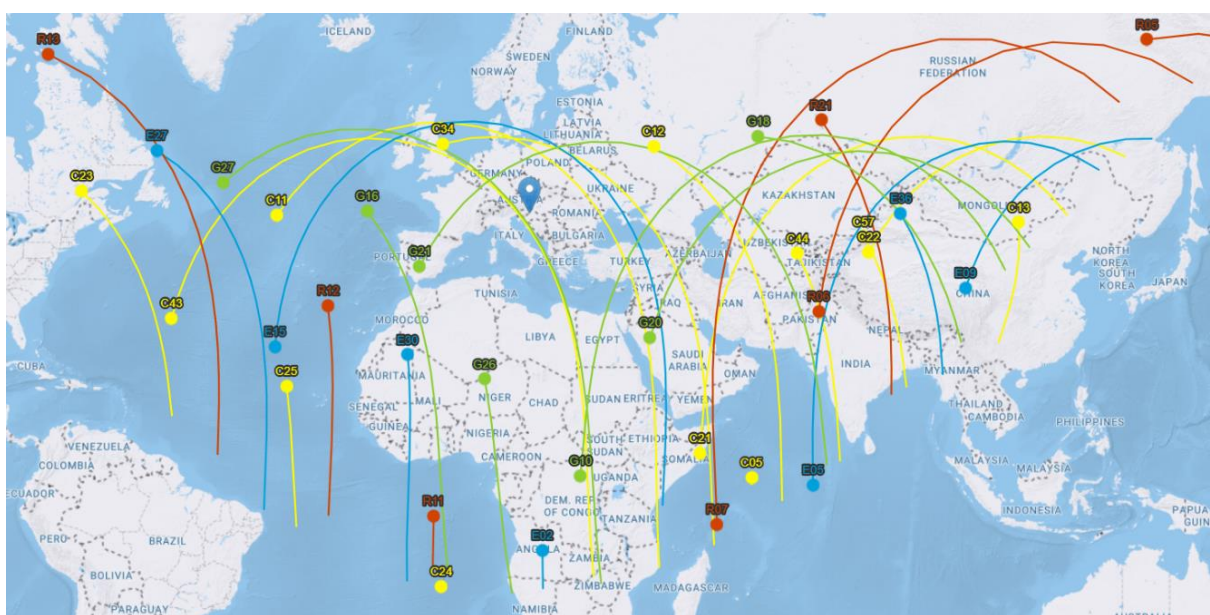 R13
ICELAND
FINLAND
R05
SWEDEN
NORWAY
RUSSIAN
FEDERATION
ESTONIA
LATVIA
LITHUANIA
BELARUS
E27
C34
C12
G18
R21
POLAND
GERMANY
C23
G27
UKRAINE
KAZAKHSTAN
C11
G16
AUSTRIA
ROMANIA
E36
MONGOLIA
C13
ITALY
BULGARIA
C57
C22
C44
UZBEKISTAN
TAJIKISTAN
PORTUGAL
G21
GREECE
TURKEY
AZERBAIJAN
NORTH
KOREA
SOUTH
KOREA
JAPAN
E09
CHINA
SYRIA
IRAQ
IRAN
AFGHANISTAN
R06
PAKISTAN
C43
R12
TUNISIA
MOROCCO
G20
NEPAL
E15
E30
LIBYA
EGYPT
SAUDI
ARABIA
OMAN
INDIA
CUBA
MYANMAR
C25
MAURITANIA
MALI
G26
NIGER
CHAD
SUDAN
ERITREA
YEMEN
THAILAND
CAMBODIA
SENEGAL
GUINEA
PHILIPPINES
NIGERIA
SOUTH
SUDAN
ETHIOPIA
C21
SOMALIA
VENEZUELA
COLOMBIA
CAMEROON
G10
UGANDA
C05
E05
MALAYSIA
MALAYSIA
ECUADOR
DEM. REP.
OF CONGO
TANZANIA
INDONESIA
PAPUA
R11
R07
PERU
BRAZIL
E02
ANGOLA
ZAMBIA
BOLIVIA
C24
ZIMBABWE
MADAGASCAR
PARAGUAY
NAMIBIA